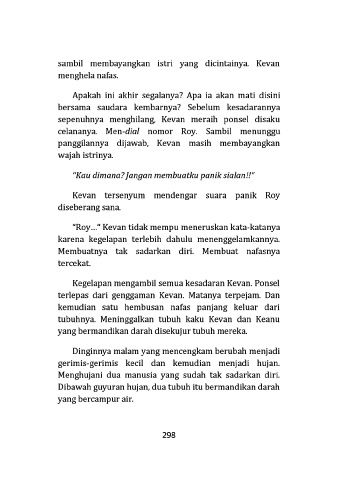 sambil membayangkan istri yang dicintainya. Kevan
menghela nafas.
Apakah ini akhir segalanya? Apa ia akan mati disini
bersama saudara kembarnya? Sebelum kesadarannya
sepenuhnya menghilang, Kevan meraih ponsel disaku
celananya. Men-dial nomor Roy. Sambil menunggu
panggilannya dijawab, Kevan masih membayangkan
wajah istrinya.
“Kau dimana? Jangan membuatku panik sialan!!”
Kevan tersenyum mendengar suara panik Roy
diseberang sana.
“Roy...” Kevan tidak mempu meneruskan kata-katanya
karena kegelapan terlebih dahulu menenggelamkannya.
Membuatnya tak sadarkan diri. Membuat nafasnya
tercekat.
Kegelapan mengambil semua kesadaran Kevan. Ponsel
terlepas dari genggaman Kevan. Matanya terpejam. Dan
kemudian satu hembusan nafas panjang keluar dari
tubuhnya. Meninggalkan tubuh kaku Kevan dan Keanu
yang bermandikan darah disekujur tubuh mereka.
Dinginnya malam yang mencengkam berubah menjadi
gerimis-gerimis kecil dan kemudian menjadi hujan.
Menghujani dua manusia yang sudah tak sadarkan diri.
Dibawah guyuran hujan, dua tubuh itu bermandikan darah
yang bercampur air.
298